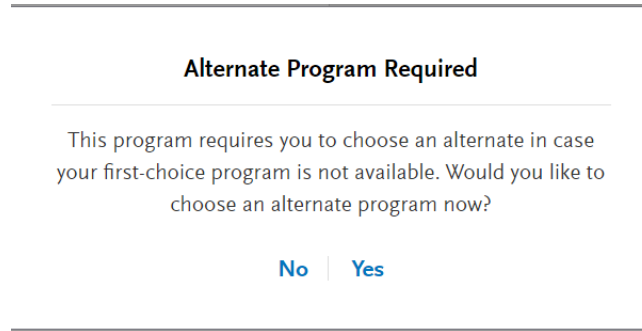 Alternate Program Required
This program requires you to choose an alternate in case
your first-choice program is not available. Would you like to
choose an alternate program now?
No Yes